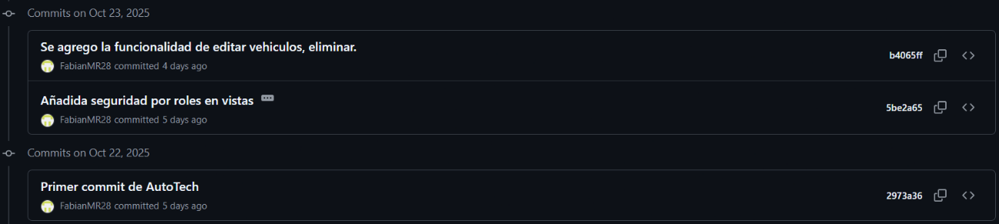 Commits on Oct 23, 2025
Se agrego la funcionalidad de editar vehiculos, eliminar.
b4065ff
FabianMR28 committed 4 days ago
Añadida seguridad por roles en vistas
5be2a65
FabianMR28 committed 5 days ago
Commits on Oct 22, 2025
Primer commit de AutoTech
2973a36
FabianMR28 committed 5 days ago